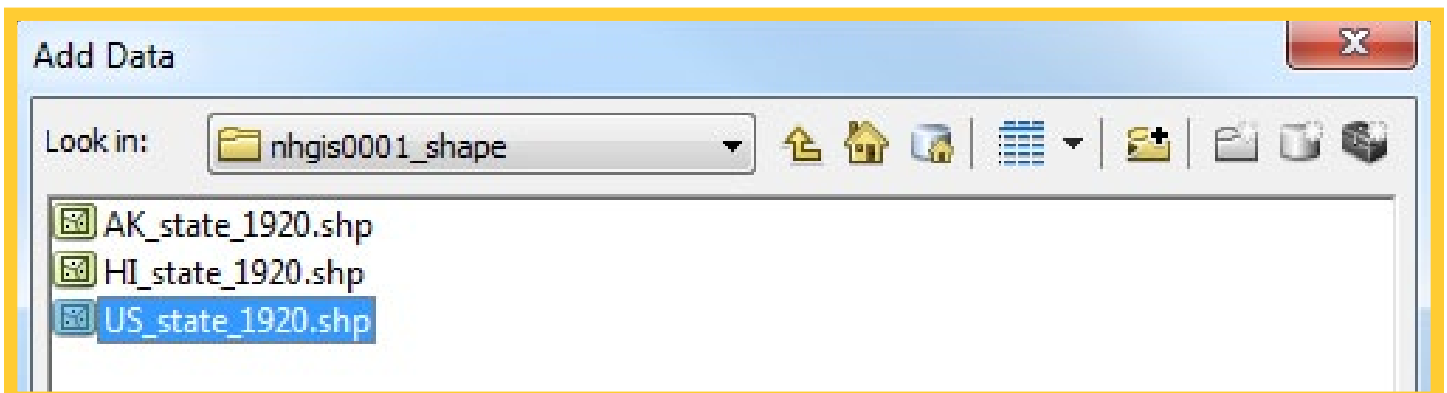 Add Data
Look in: nhgis0001_shape
AK_state_1920.shp
HI_state_1920.shp
US_state_1920.shp